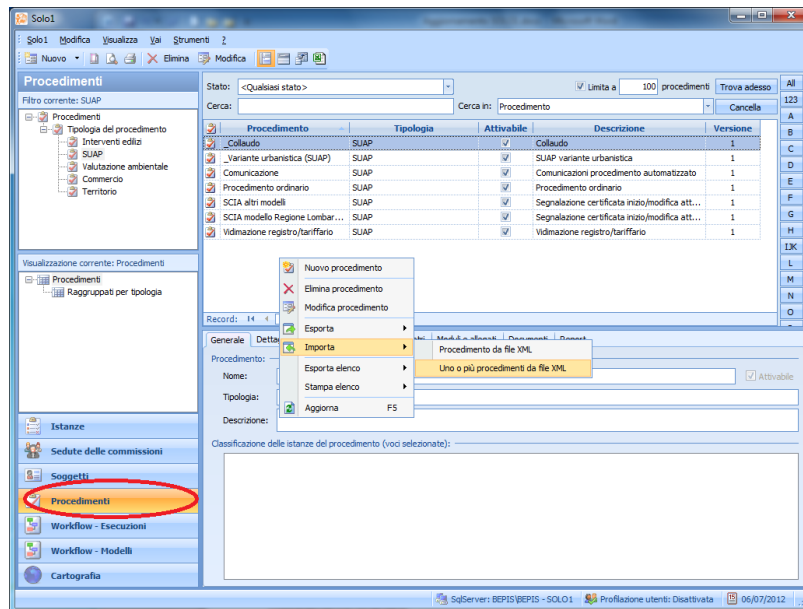 Solo1
Solo1 Modifica Visualizza Vai Strumenti ?
Nuovo Elimina Modifica
Procedimenti
Filtro corrente: SUAP
Procedimenti
Tipologia del procedimento
Interventi edilizi
SUAP
Valutazione ambientale
Commercio
Territorio
Visualizzazione corrente: Procedimenti
Procedimenti
Raggruppati per tipologia
Istanze
Sedute delle commissioni
Soggetti
Procedimenti
Workflow - Esecuzioni
Workflow - Modelli
Cartografia
Stato: <Qualsiasi stato> Limita a 100 procedimenti Trova adesso
Cerca: Cerca in: Procedimento Cancella
Procedimento Tipologia Attivabile Descrizione Versione
_Collaudo SUAP Collaudo 1
_Variante urbanistica (SUAP) SUAP SUAP variante urbanistica 1
Comunicazione SUAP Comunicazioni procedimento automatizzato 1
Procedimento ordinario SUAP Procedimento ordinario 1
SCIA altri modelli SUAP Segnalazione certificata inizio/modifica att... 1
SCIA modello Regione Lombar... SUAP Segnalazione certificata inizio/modifica att... 1
Vidimazione registro/tariffario SUAP Vidimazione registro/tariffario 1
All
123
A
B
C
D
E
F
G
H
IJK
L
M
N
O
Record:
Nuovo procedimento
Elimina procedimento
Modifica procedimento
Esporta
Importa
Esporta elenco
Stampa elenco
Aggiorna F5
Procedimento da file XML
Uno o più procedimenti da file XML
Generale Detta Moduli e allegati Documenti Report
Procedimento:
Nome: Attivabile
Tipologia:
Descrizione:
Classificazione delle istanze del procedimento (voci selezionate):
SqlServer: BEPIS\BEPIS - SOLO1 Profilazione utenti: Disattivata 06/07/2012